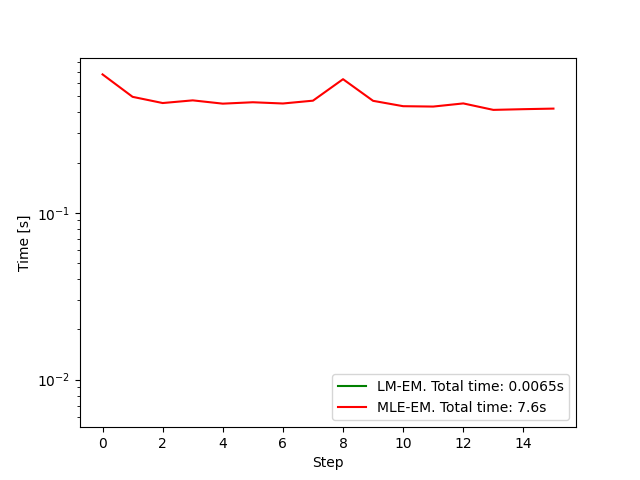 Time [s]
10⁻¹
10⁻²
0 2 4 6 8 10 12 14
Step
LM-EM. Total time: 0.0065s
MLE-EM. Total time: 7.6s